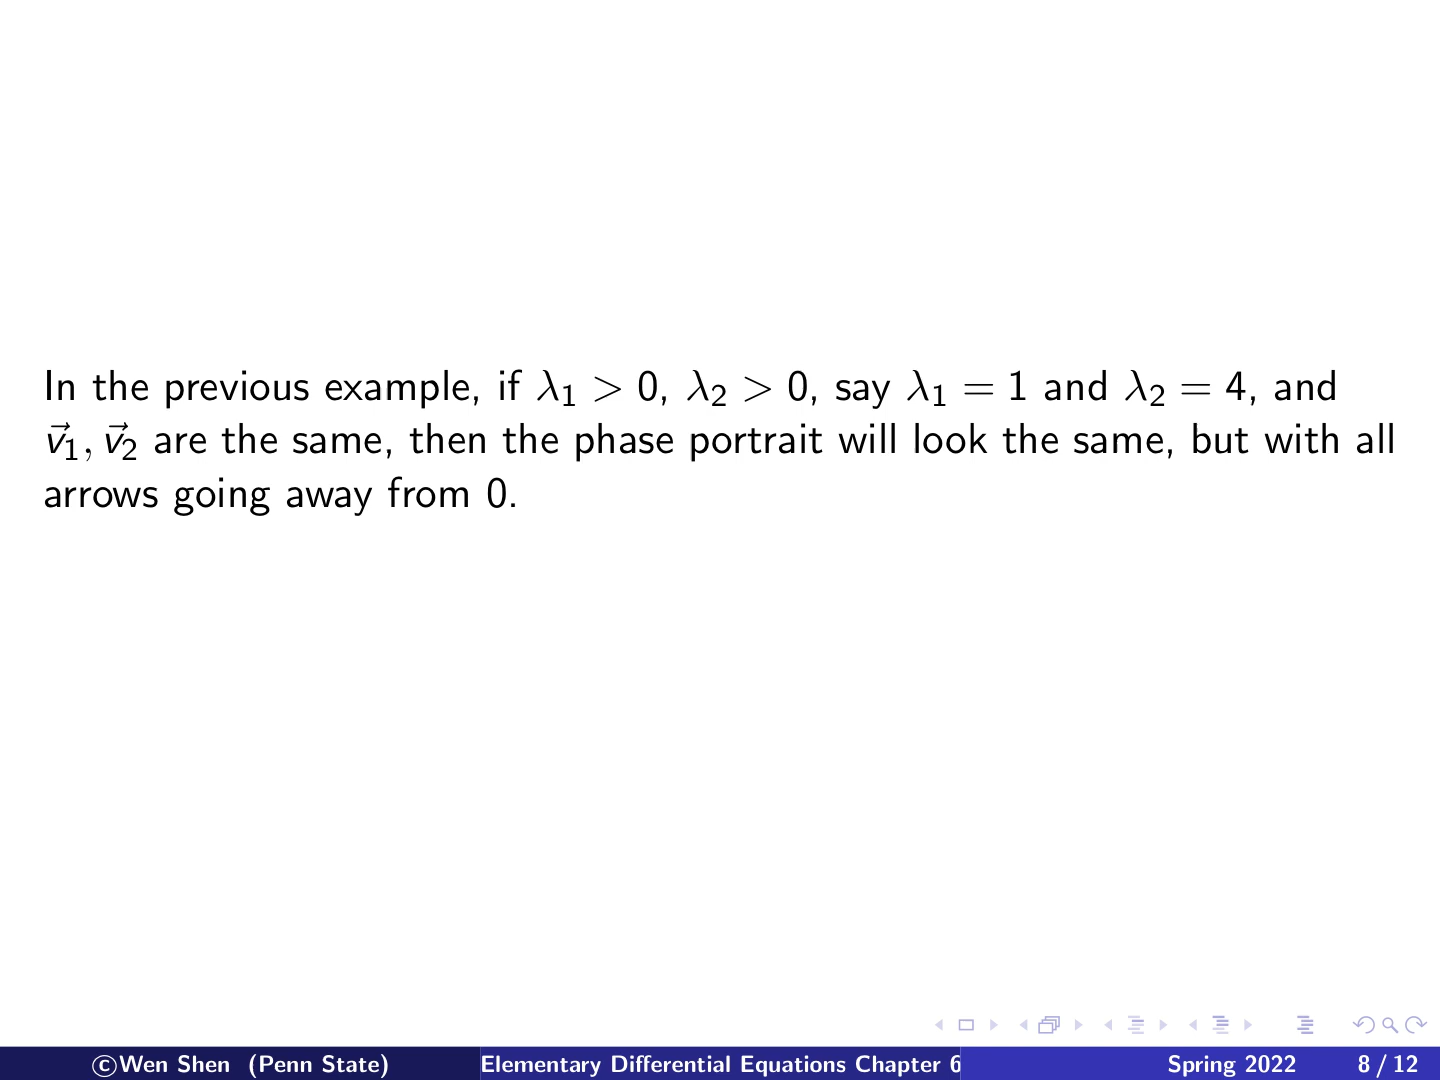 In the previous example, if λ₁ > 0, λ₂ > 0, say λ₁ = 1 and λ₂ = 4, and
v⃗₁, v⃗₂ are the same, then the phase portrait will look the same, but with all
arrows going away from 0.
©Wen Shen (Penn State) Elementary Differential Equations Chapter 6 Spring 2022 8 / 12